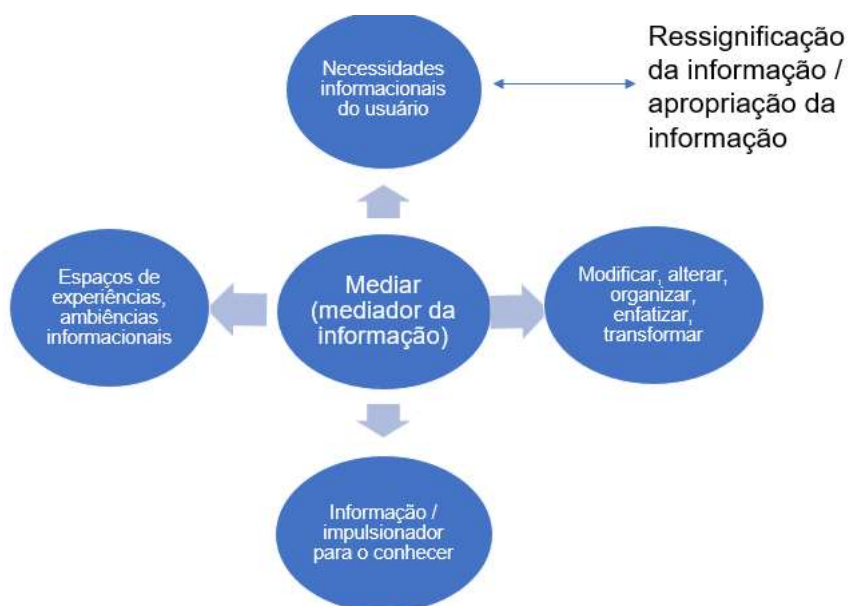 Necessidades
informacionais
do usuário
Ressignificação
da informação /
apropriação da
informação
Espaços de
experiências,
ambiências
informacionais
Mediar
(mediador da
informação)
Modificar, alterar,
organizar,
enfatizar,
transformar
Informação /
impulsionador
para o conhecer